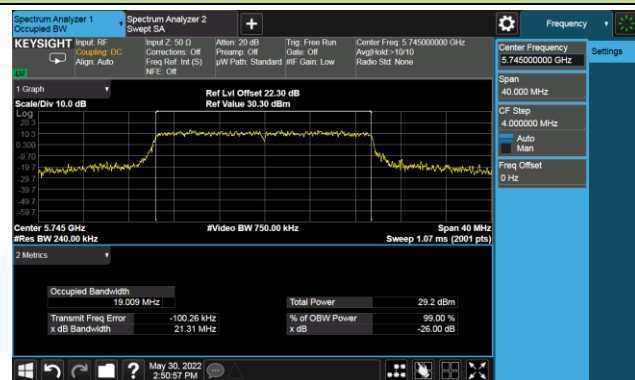 Spectrum Analyzer 1
Occupied BW
Spectrum Analyzer 2
Swept SA
+
Frequency
KEYSIGHT
Input: RF
Coupling: DC
Align: Auto
Input Z: 50 Ω
Corrections: Off
Freq Ref: Int (S)
NFE: Off
Atten: 20 dB
Preamp: Off
µW Path: Standard
Trig: Free Run
Gate: Off
#IF Gain: Low
Center Freq: 5.745000000 GHz
Avg|Hold:>10/10
Radio Std: None
Center Frequency
5.745000000 GHz
Settings
Span
40.000 MHz
CF Step
4.000000 MHz
Auto
Man
Freq Offset
0 Hz
1 Graph
Scale/Div 10.0 dB
Ref Lvl Offset 22.30 dB
Ref Value 30.30 dBm
Log
20.3
10.3
0.300
-9.70
-19.7
-29.7
-39.7
-49.7
-59.7
Center 5.745 GHz
#Res BW 240.00 kHz
#Video BW 750.00 kHz
Span 40 MHz
Sweep 1.07 ms (2001 pts)
2 Metrics
Occupied Bandwidth
19.009 MHz
Total Power 29.2 dBm
Transmit Freq Error -100.26 kHz
% of OBW Power 99.00 %
x dB Bandwidth 21.31 MHz
x dB -26.00 dB
?
May 30, 2022
2:50:57 PM